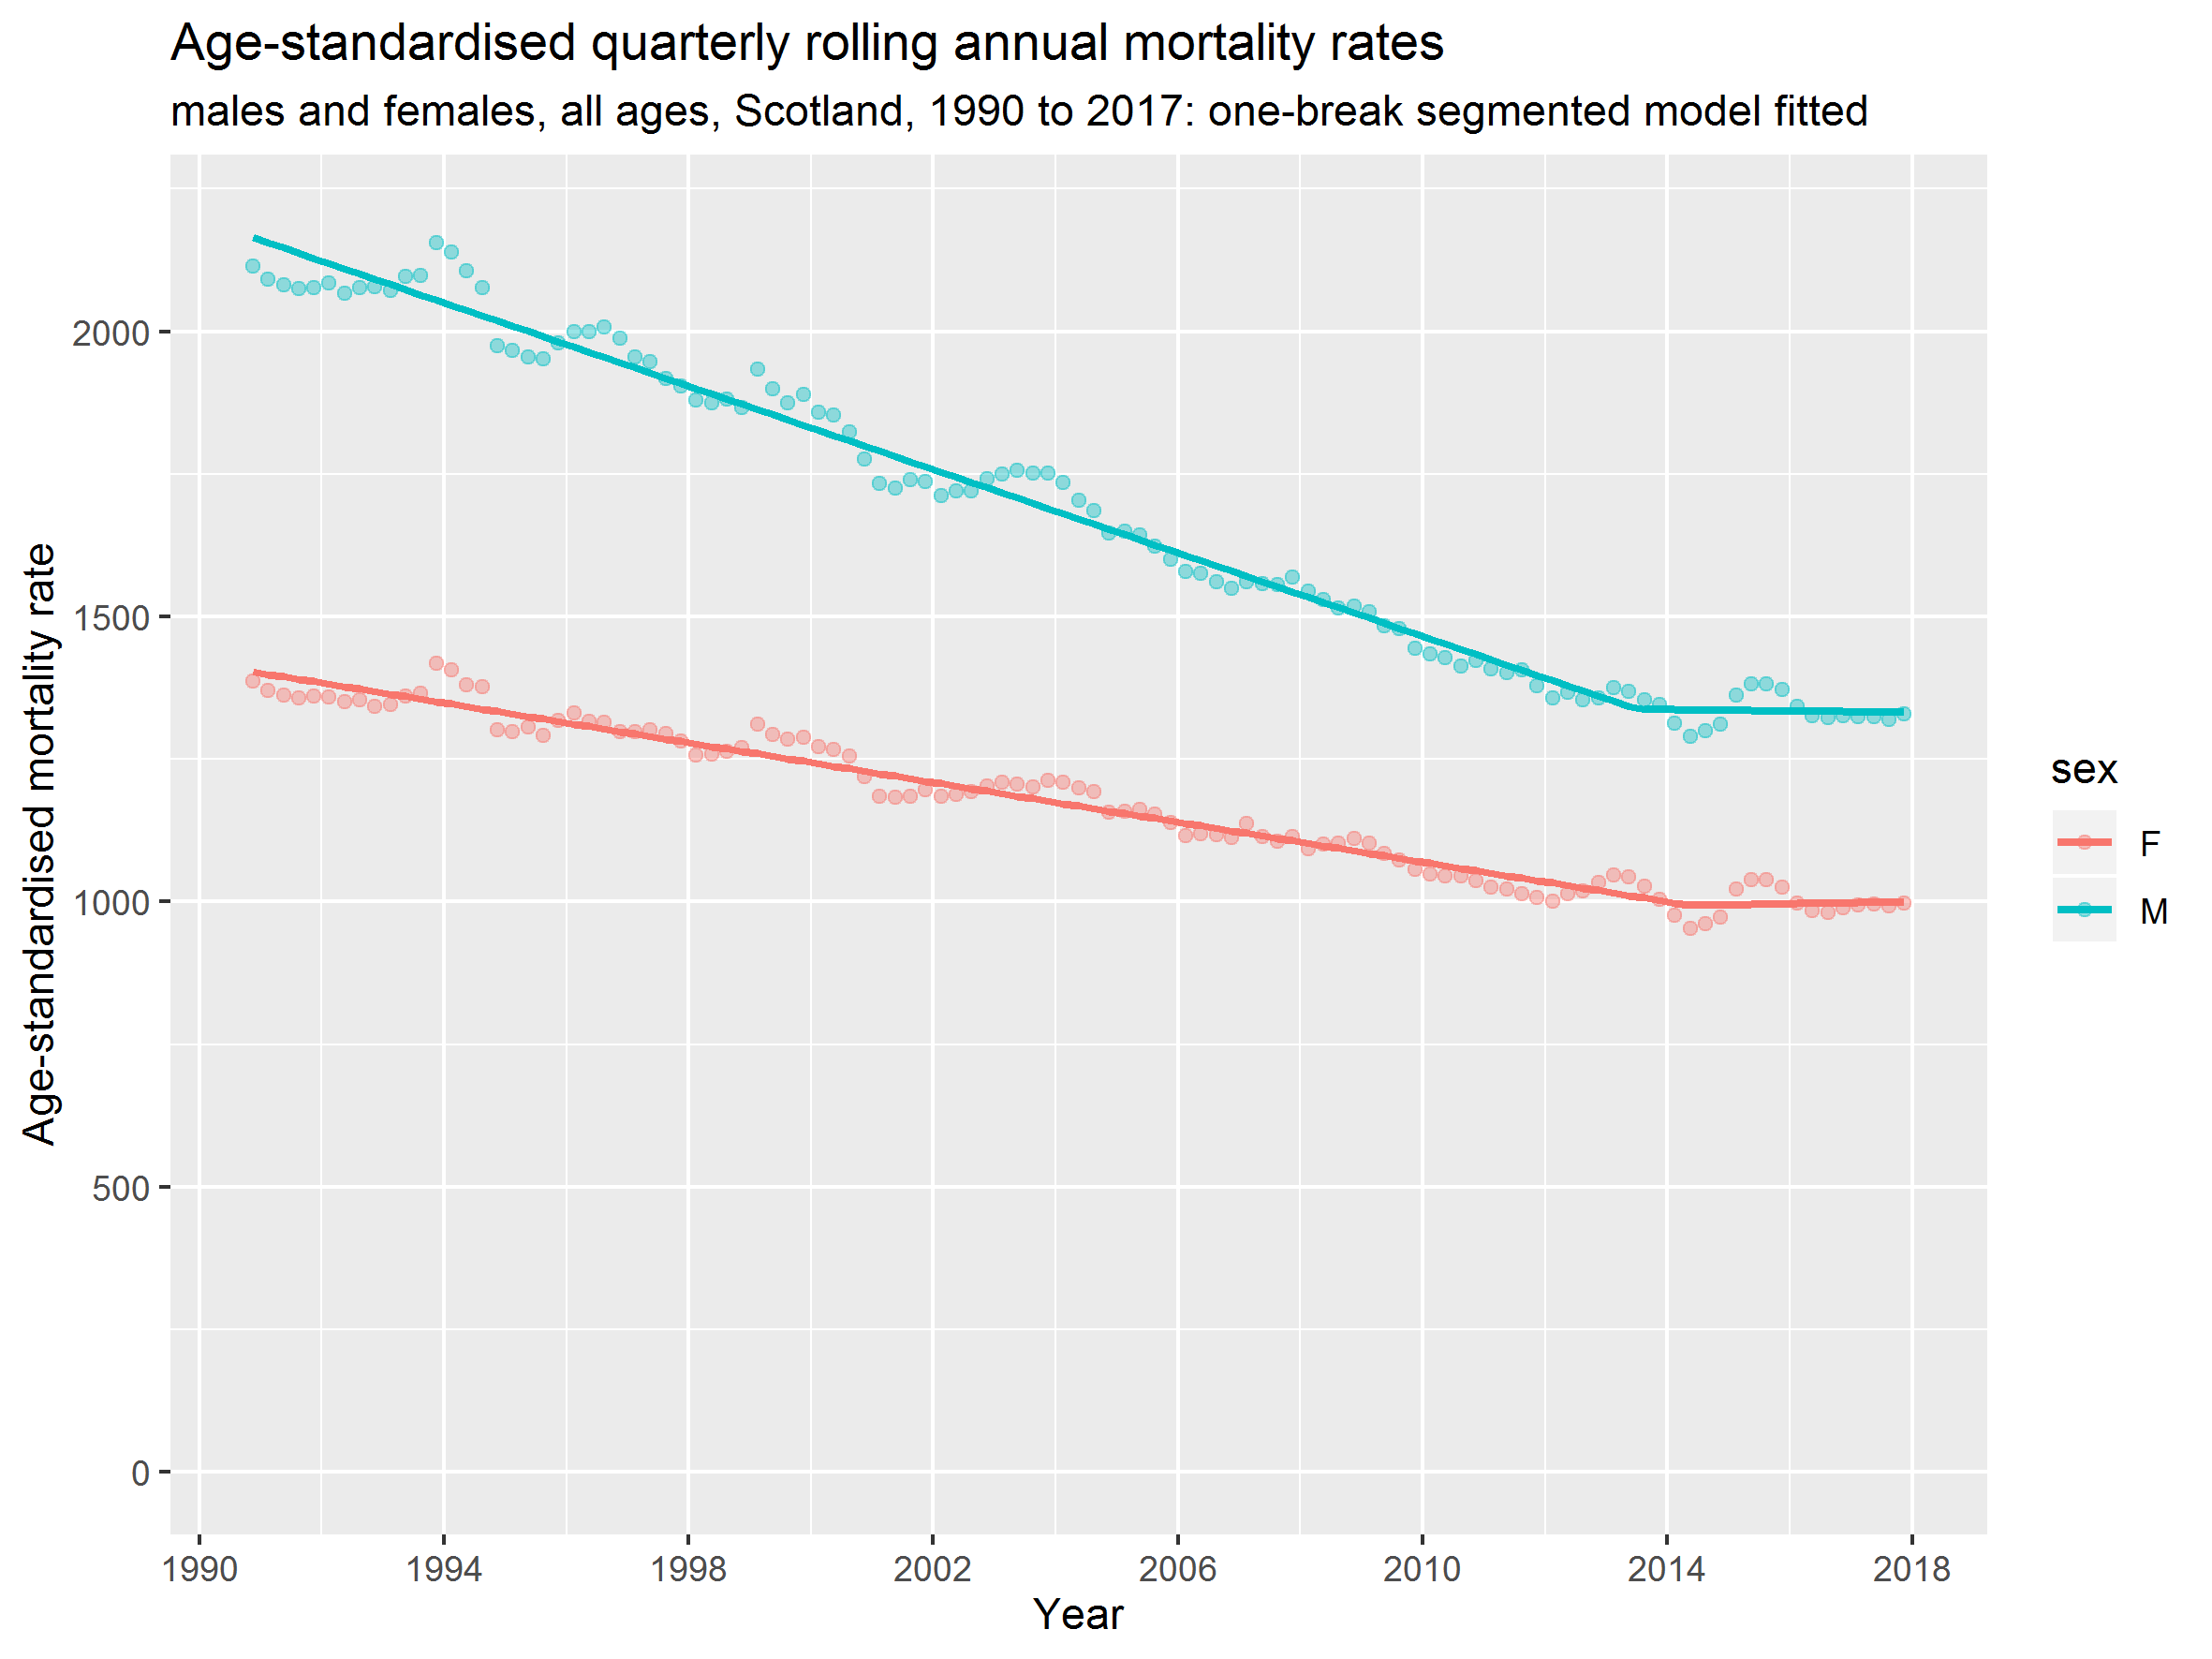 Age-standardised quarterly rolling annual mortality rates
males and females, all ages, Scotland, 1990 to 2017: one-break segmented model fitted
Age-standardised mortality rate
2000
1500
1000
500
0
1990 1994 1998 2002 2006 2010 2014 2018
Year
sex
F
M